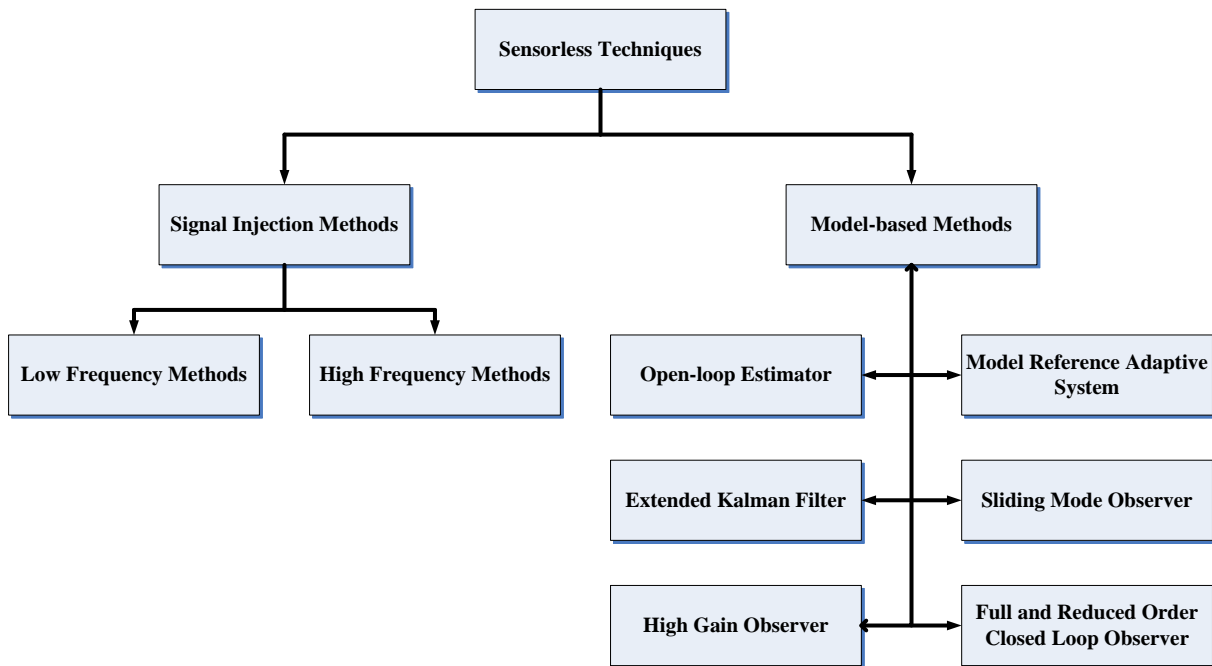 Sensorless Techniques
Signal Injection Methods
Model-based Methods
Low Frequency Methods
High Frequency Methods
Open-loop Estimator
Model Reference Adaptive
System
Extended Kalman Filter
Sliding Mode Observer
High Gain Observer
Full and Reduced Order
Closed Loop Observer